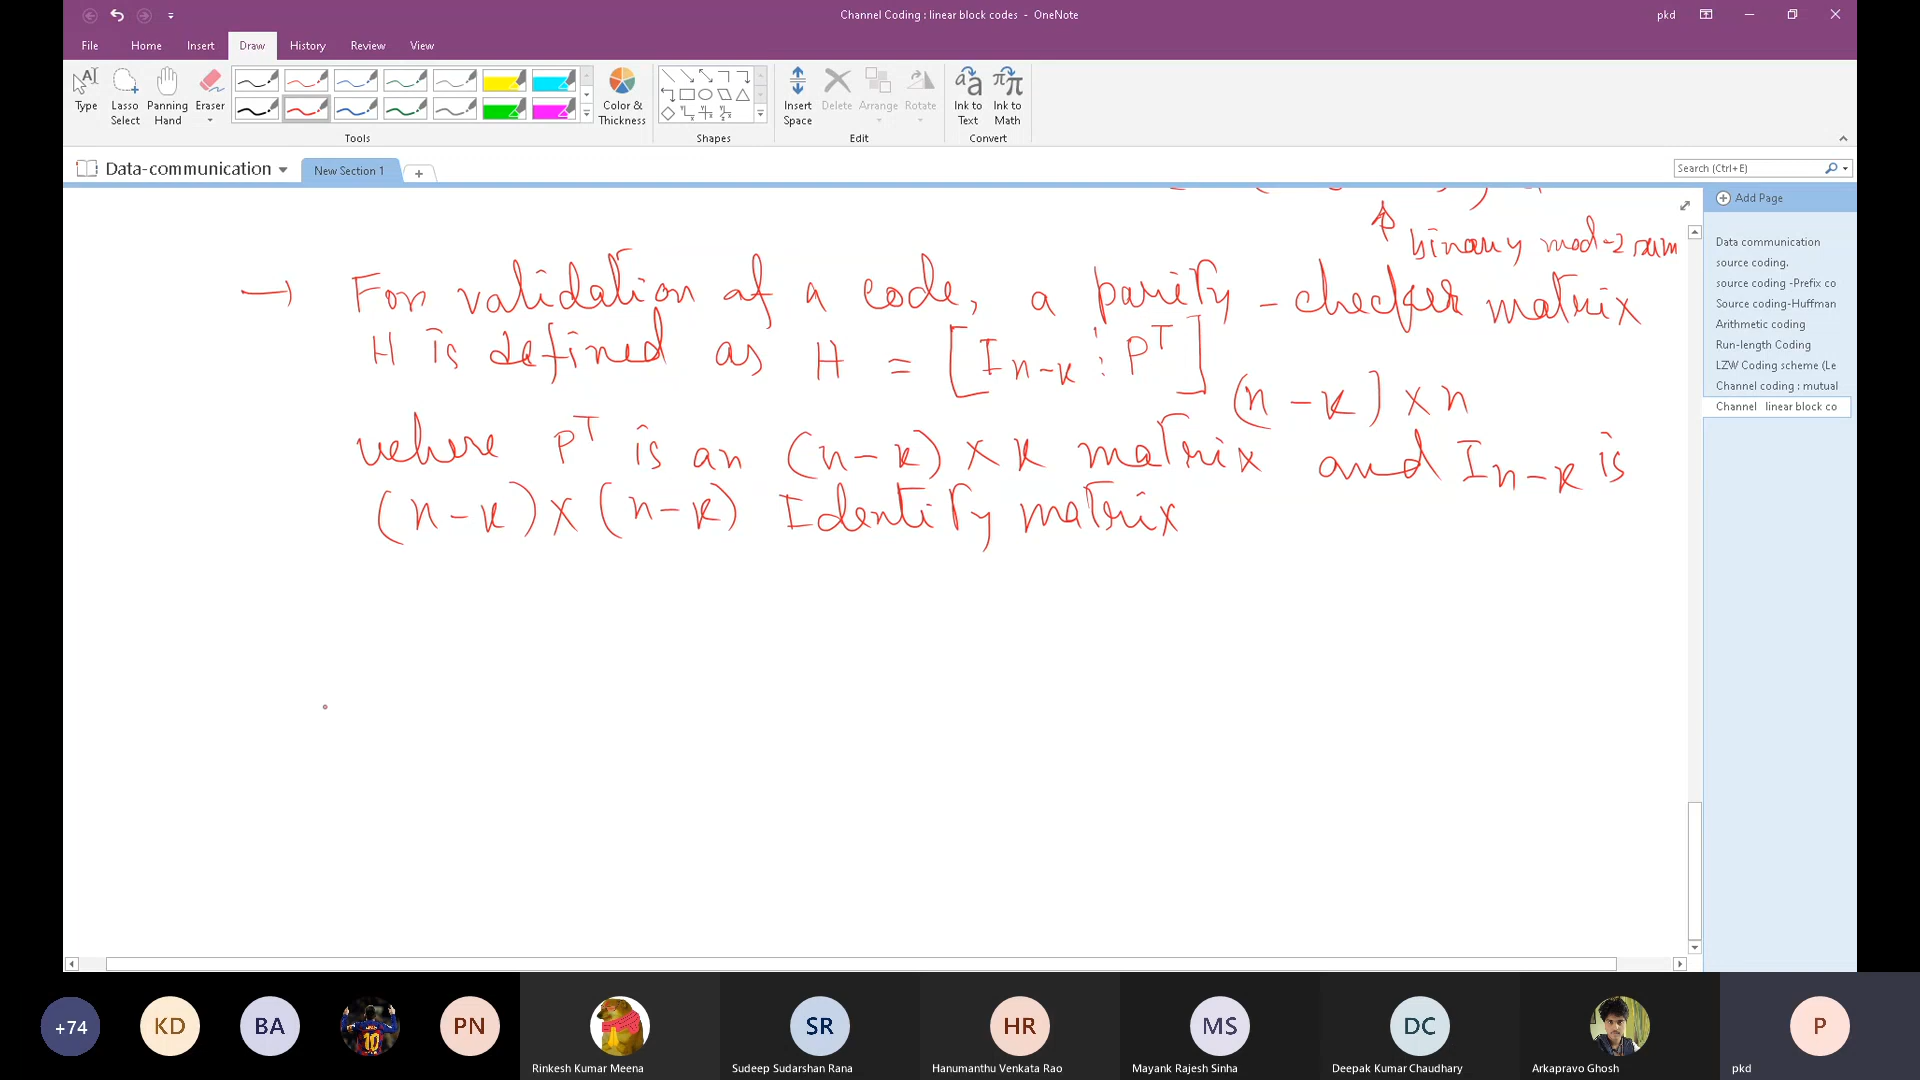 Channel Coding : linear block codes - OneNote
pkd
File Home Insert Draw History Review View
Type
Lasso Select
Panning Hand
Eraser
Color & Thickness
Insert Space
Delete
Arrange
Rotate
Ink to Text
Ink to Math
Tools
Shapes
Edit
Convert
Data-communication
New Section 1
Search (Ctrl+E)
Add Page
Data communication
source coding.
source coding -Prefix co
Source coding-Huffman
Arithmetic coding
Run-length Coding
LZW Coding scheme (Le
Channel coding : mutual
Channel linear block co
binary mod-2 sum
→ For validation of a code, a parity-checker matrix
H is defined as H = [I n-k ⋮ P^T] (n-k) × n
where P^T is an (n-k) × k matrix and I n-k is
(n-k) × (n-k) Identity matrix
+74
KD
BA
10
PN
SR
HR
MS
DC
P
Rinkesh Kumar Meena
Sudeep Sudarshan Rana
Hanumanthu Venkata Rao
Mayank Rajesh Sinha
Deepak Kumar Chaudhary
Arkapravo Ghosh
pkd